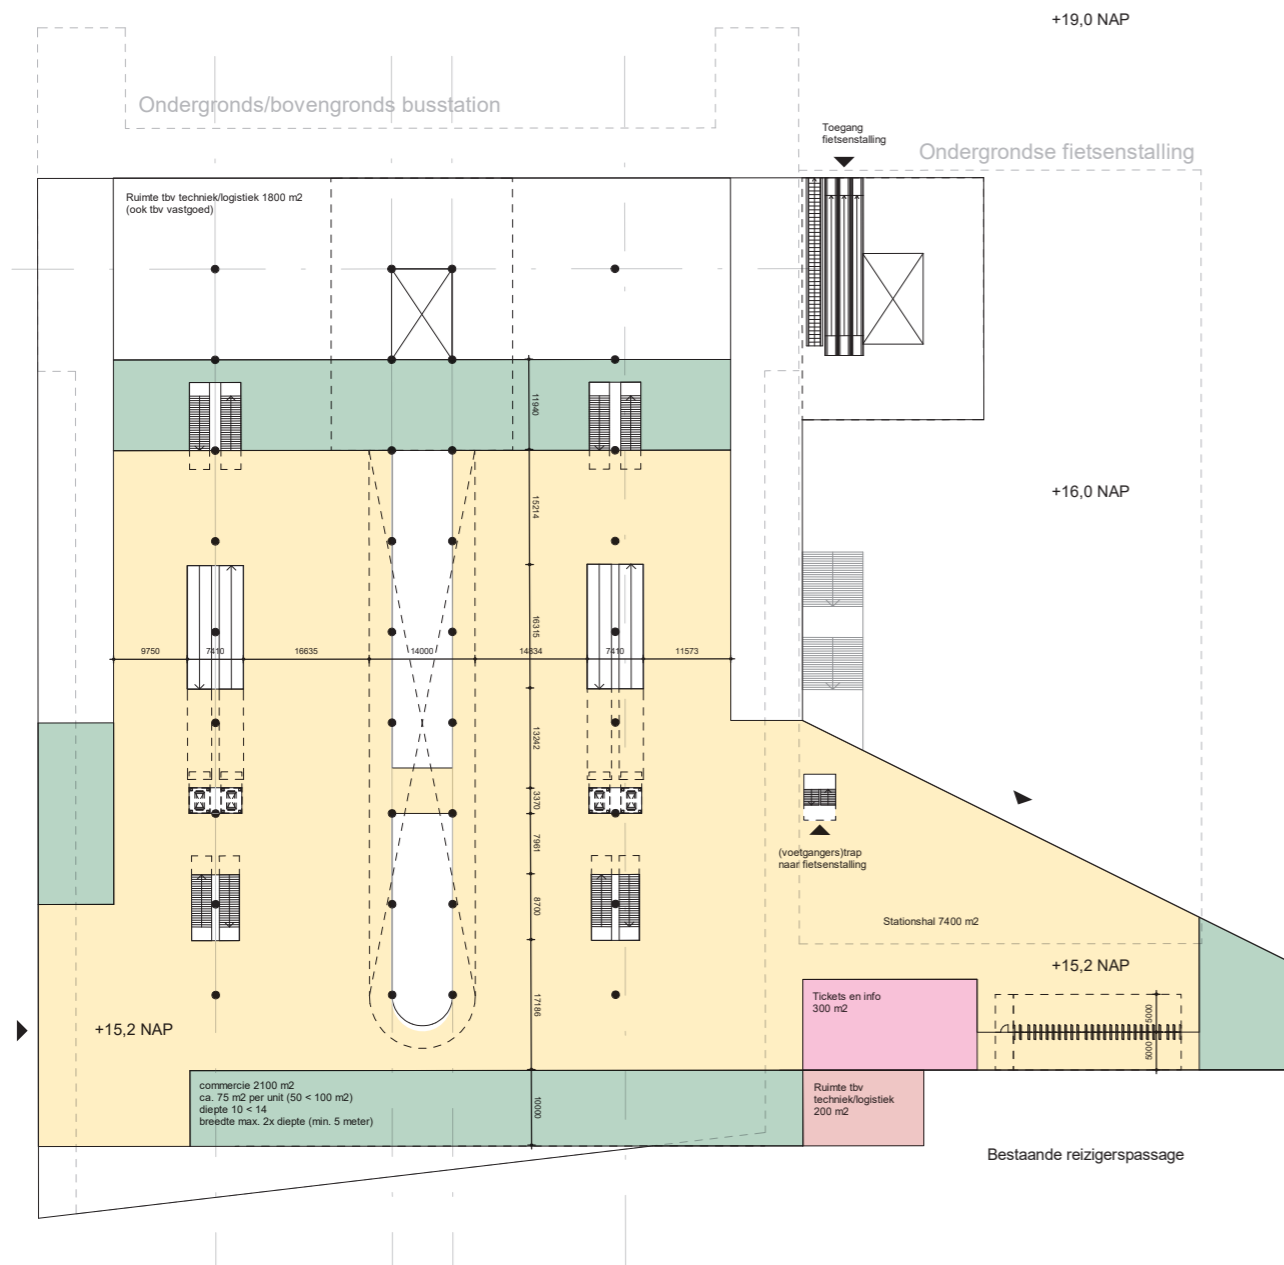 +19,0 NAP
Ondergronds/bovengronds busstation
Toegang
fietsenstalling
Ondergrondse fietsenstalling
Ruimte tbv techniek/logistiek 1800 m2
(ook tbv vastgoed)
11940
+16,0 NAP
15214
16315
9750
7410
16635
14000
14834
7410
11573
13242
3370
7961
(voetgangers)trap
naar fietsenstalling
8700
Stationshal 7400 m2
+15,2 NAP
Tickets en info
300 m2
17186
5000
5000
+15,2 NAP
commercie 2100 m2
ca. 75 m2 per unit (50 < 100 m2)
diepte 10 < 14
breedte max. 2x diepte (min. 5 meter)
10000
Ruimte tbv
techniek/logistiek
200 m2
Bestaande reizigerspassage